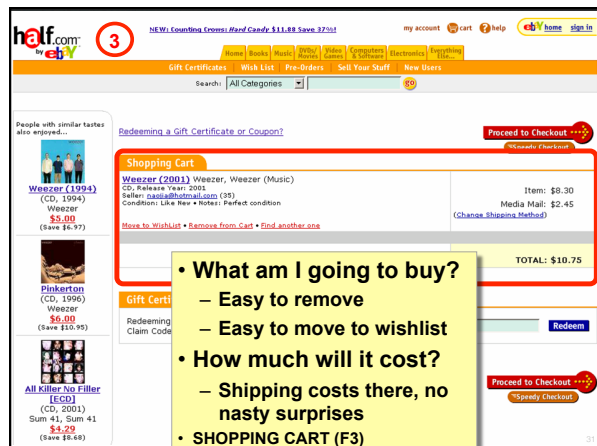 half.com
by ebY
3
NEW: Counting Crows: Hard Candy $11.88 Save 37%!
my account
cart
help
ebY home
sign in
Home
Books
Music
DVDs/ Movies
Video Games
Computers & Software
Electronics
Everything Else...
Gift Certificates | Wish List | Pre-Orders | Sell Your Stuff | New Users
Search: All Categories
go
People with similar tastes
also enjoyed...
Weezer (1994)
(CD, 1994)
Weezer
$5.00
(Save $6.97)
Pinkerton
(CD, 1996)
Weezer
$6.00
(Save $10.95)
All Killer No Filler
[ECD]
(CD, 2001)
Sum 41, Sum 41
$4.29
(Save $8.68)
Redeeming a Gift Certificate or Coupon?
Proceed to Checkout
Speedy Checkout
Shopping Cart
Weezer (2001) Weezer, Weezer (Music)
CD, Release Year: 2001
Seller: naojia@hotmail.com (35)
Condition: Like New • Notes: Perfect condition
Move to WishList • Remove from Cart • Find another one
Item: $8.30
Media Mail: $2.45
(Change Shipping Method)
TOTAL: $10.75
Gift Certi
Redeeming
Claim Code
Redeem
Proceed to Checkout
Speedy Checkout
• What am I going to buy?
– Easy to remove
– Easy to move to wishlist
• How much will it cost?
– Shipping costs there, no
nasty surprises
• SHOPPING CART (F3)
31